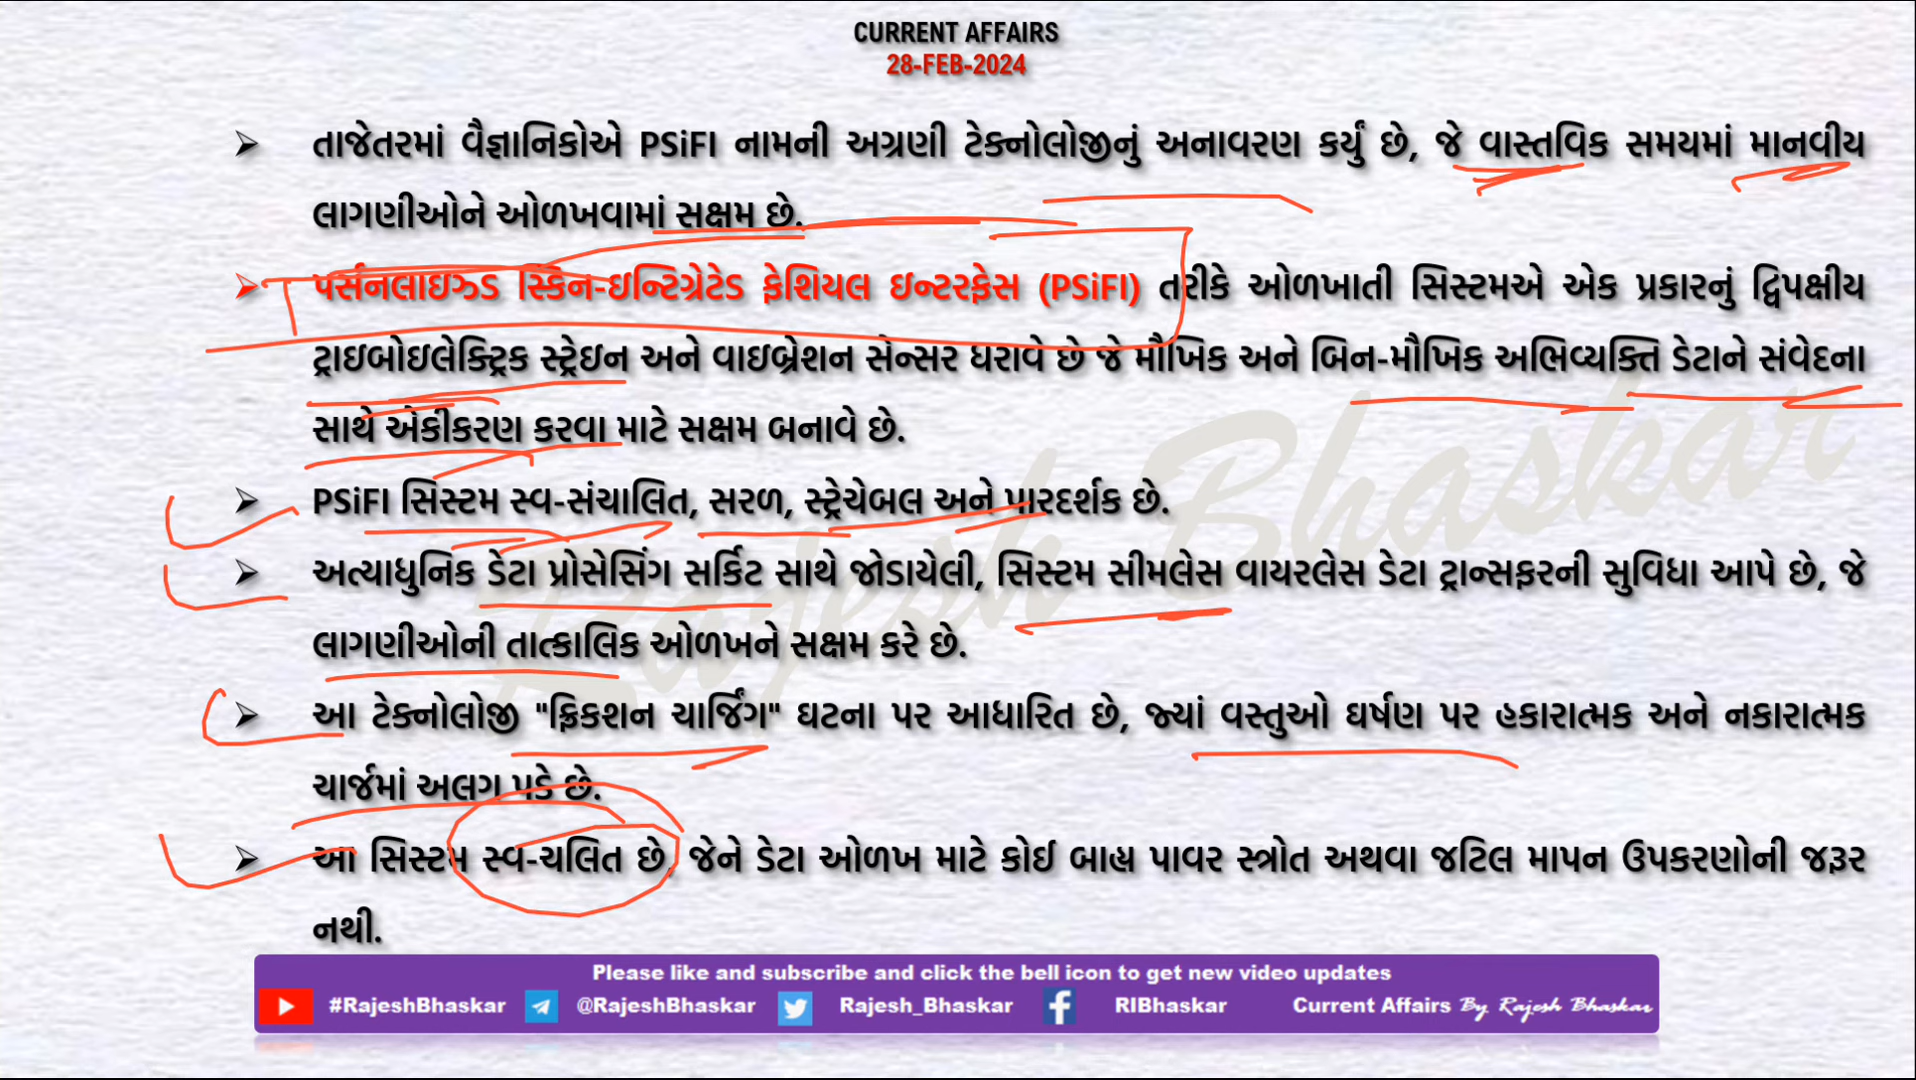 CURRENT AFFAIRS
28-FEB-2024
તાજેતરમાં વૈજ્ઞાનિકોએ PSiFI નામની અગ્રણી ટેક્નોલોજીનું અનાવરણ કર્યું છે, જે વાસ્તવિક સમયમાં માનવીય
લાગણીઓને ઓળખવામાં સક્ષમ છે.
પર્સનલાઇઝ્ડ સ્કિન-ઇન્ટિગ્રેટેડ ફેશિયલ ઇન્ટરફેસ (PSiFI) તરીકે ઓળખાતી સિસ્ટમએ એક પ્રકારનું દ્વિપક્ષીય
ટ્રાઇબોઇલેક્ટ્રિક સ્ટ્રેઇન અને વાઇબ્રેશન સેન્સર ધરાવે છે જે મૌખિક અને બિન-મૌખિક અભિવ્યક્તિ ડેટાને સંવેદના
સાથે એકીકરણ કરવા માટે સક્ષમ બનાવે છે.
PSiFI સિસ્ટમ સ્વ-સંચાલિત, સરળ, સ્ટ્રેચેબલ અને પારદર્શક છે.
અત્યાધુનિક ડેટા પ્રોસેસિંગ સર્કિટ સાથે જોડાયેલી, સિસ્ટમ સીમલેસ વાયરલેસ ડેટા ટ્રાન્સફરની સુવિધા આપે છે, જે
લાગણીઓની તાત્કાલિક ઓળખને સક્ષમ કરે છે.
આ ટેક્નોલોજી "ફ્રિકશન ચાર્જિંગ" ઘટના પર આધારિત છે, જ્યાં વસ્તુઓ ઘર્ષણ પર હકારાત્મક અને નકારાત્મક
ચાર્જમાં અલગ પડે છે.
આ સિસ્ટમ સ્વ-ચલિત છે, જેને ડેટા ઓળખ માટે કોઈ બાહ્ય પાવર સ્ત્રોત અથવા જટિલ માપન ઉપકરણોની જરૂર
નથી.
Rajesh Bhaskar
Please like and subscribe and click the bell icon to get new video updates
#RajeshBhaskar @RajeshBhaskar Rajesh_Bhaskar RIBhaskar Current Affairs By Rajesh Bhaskar